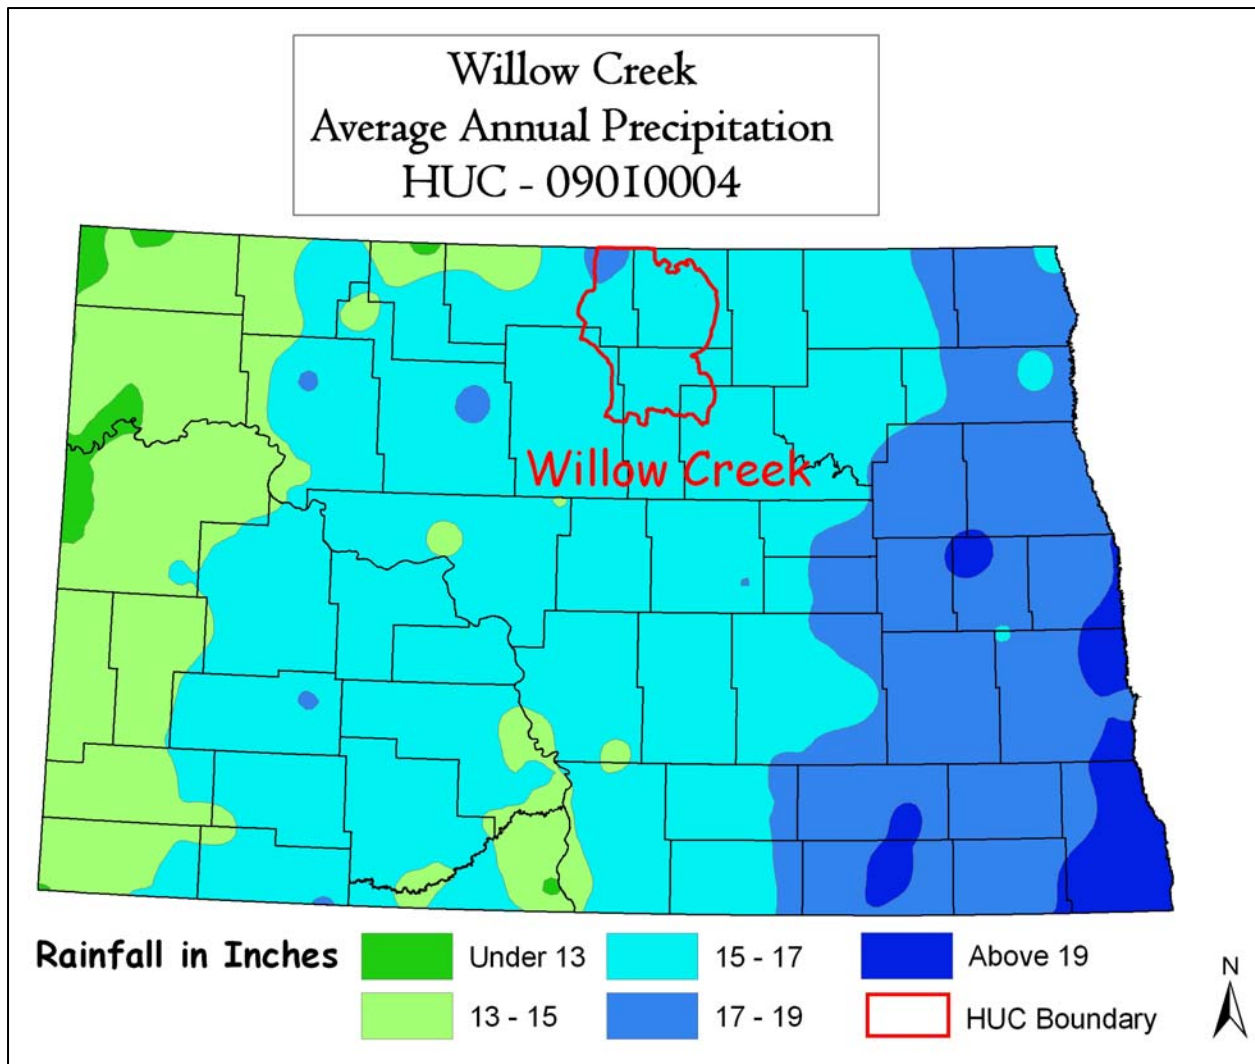 Willow Creek
Average Annual Precipitation
HUC - 09010004
Willow Creek
Rainfall in Inches
Under 13
15 - 17
Above 19
13 - 15
17 - 19
HUC Boundary
N